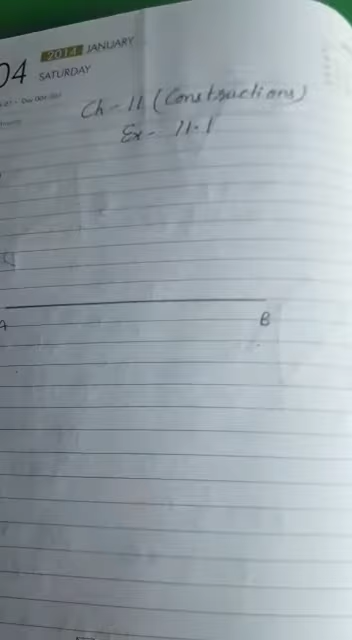 04
2014 JANUARY
SATURDAY
Ch - 11 (Constructions)
Ex - 11.1
A B